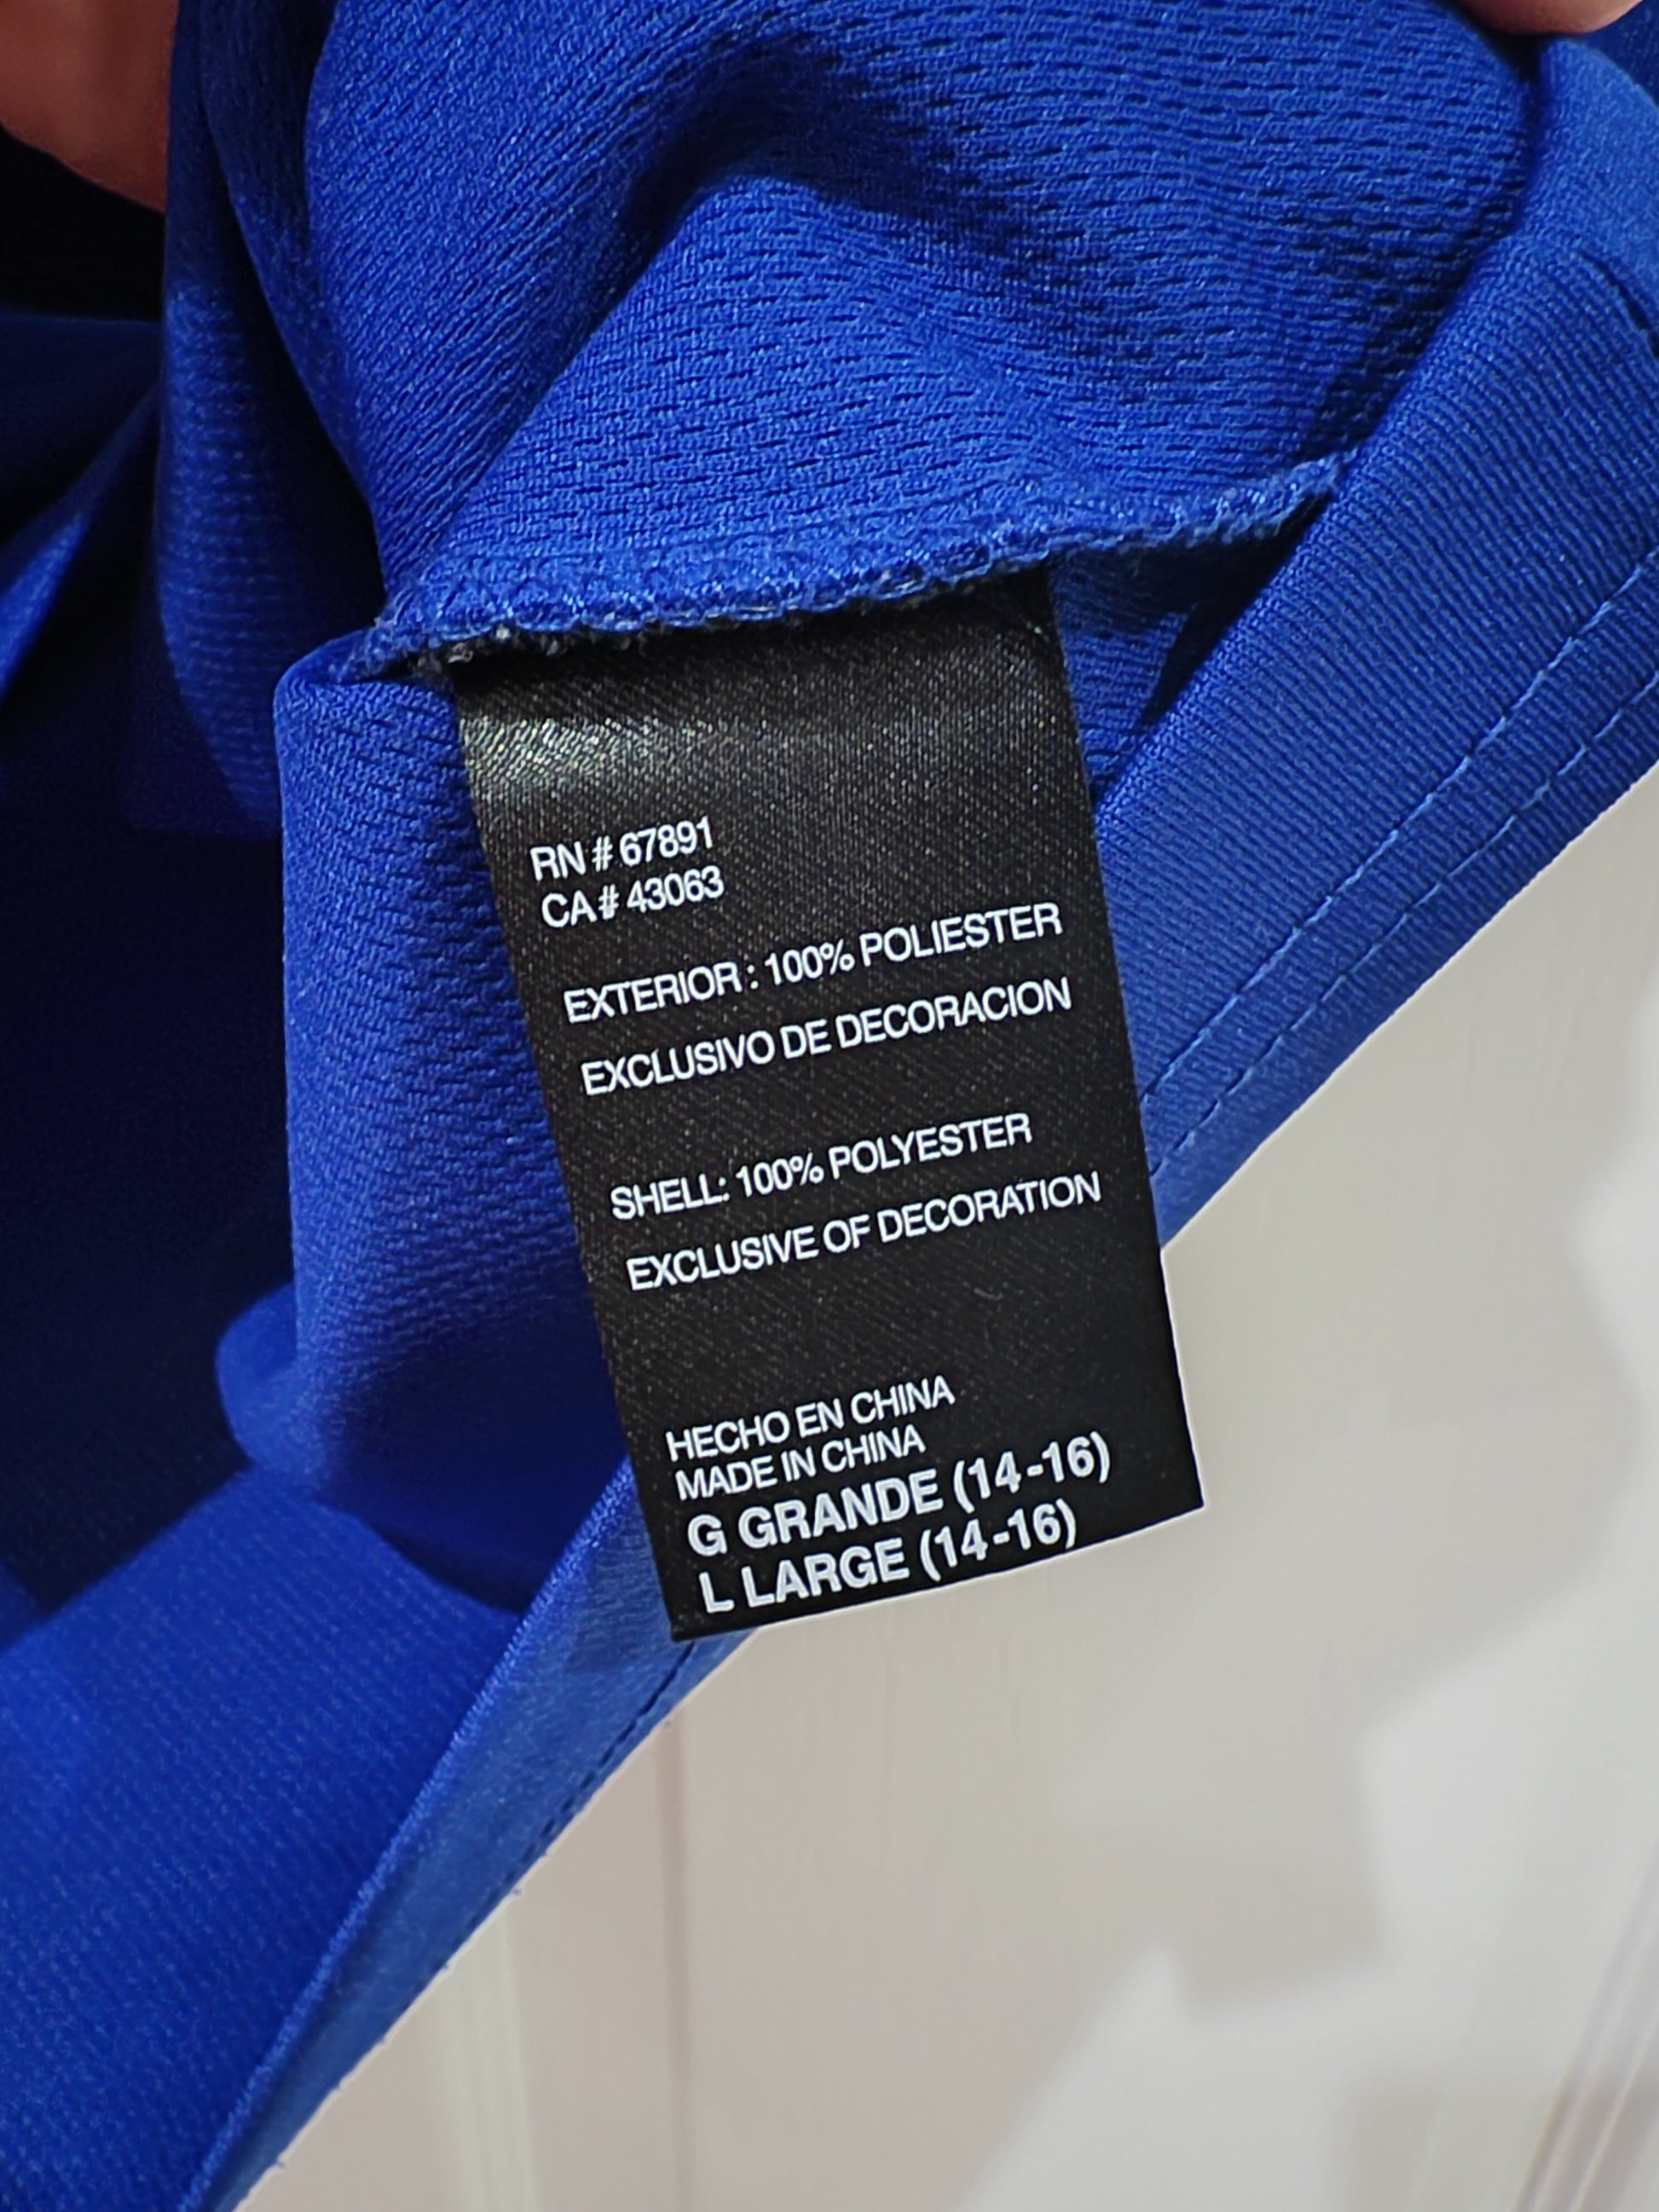 RN # 67891
CA# 43063
EXTERIOR : 100% POLIESTER
EXCLUSIVO DE DECORACION
SHELL: 100% POLYESTER
EXCLUSIVE OF DECORATION
HECHO EN CHINA
MADE IN CHINA
G GRANDE (14-16)
L LARGE (14-16)